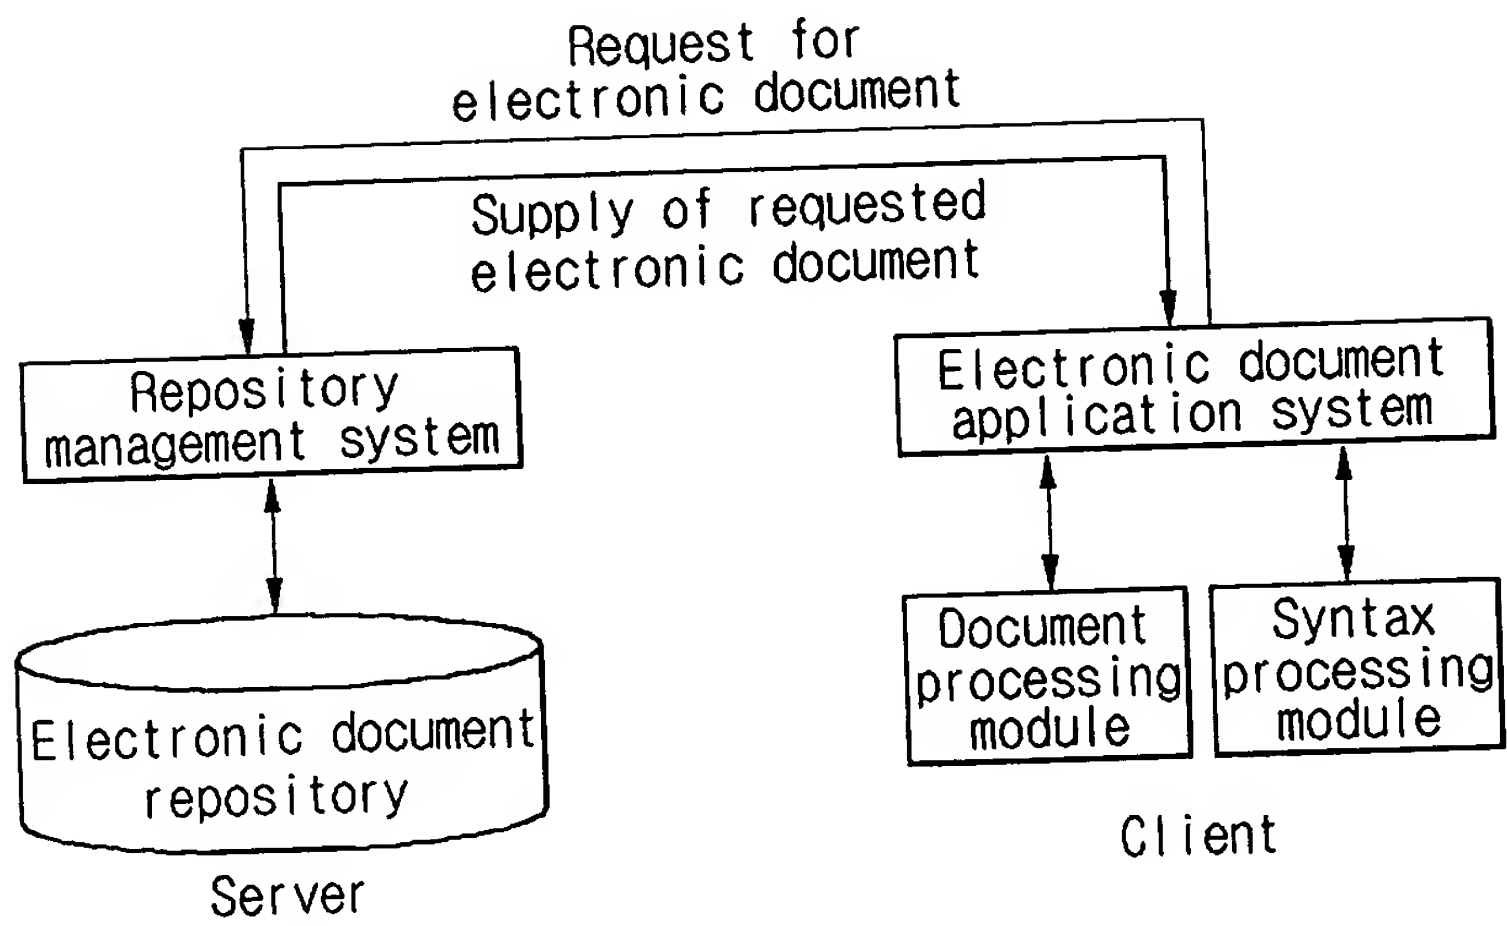 Request for
electronic document
Supply of requested
electronic document
Repository
management system
Electronic document
application system
Document
processing
module
Syntax
processing
module
Electronic document
repository
Server
Client